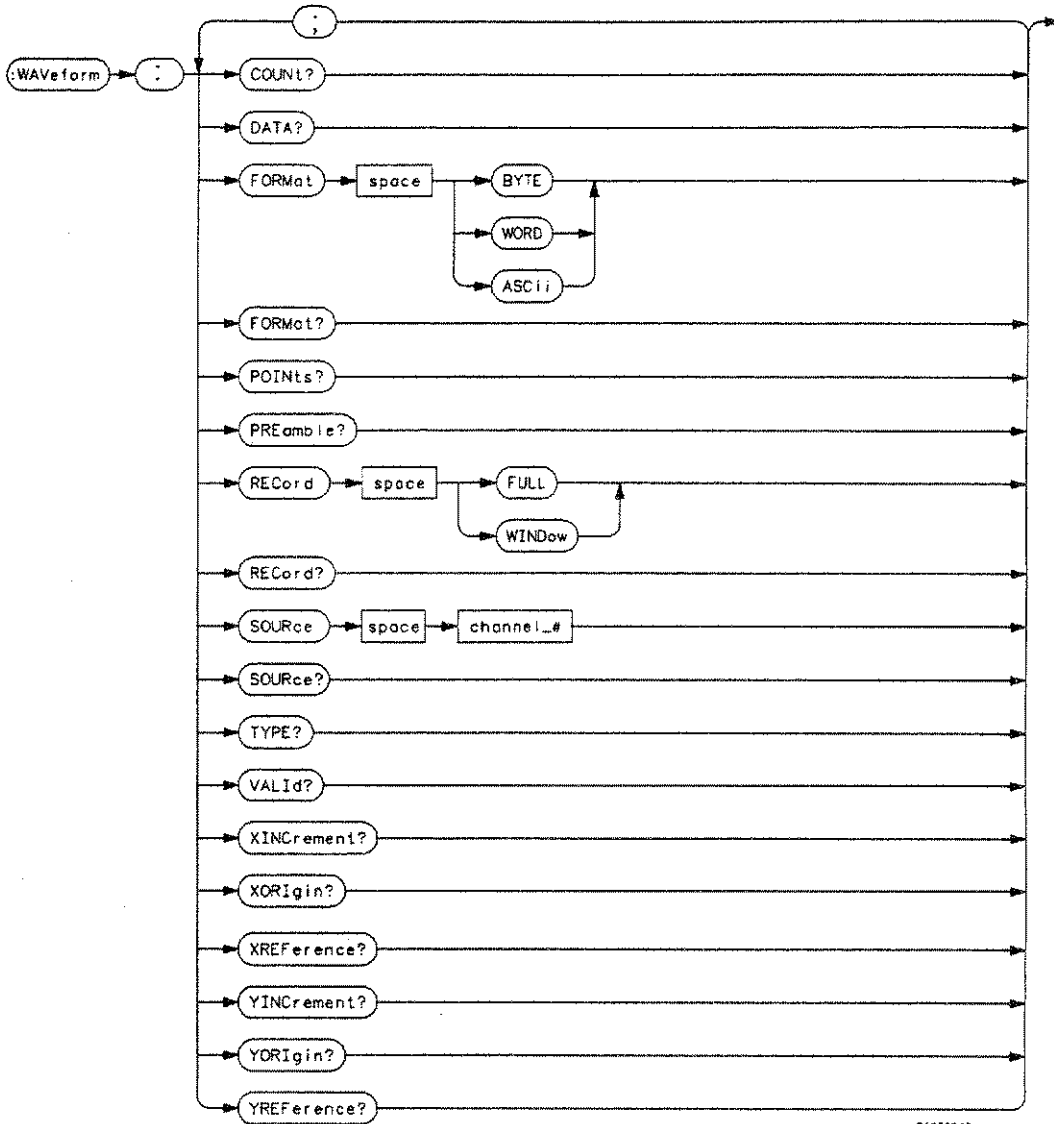 ;
:WAVeform : COUNt?
DATA?
FORMat space BYTE
WORD
ASCii
FORMat?
POINts?
PREamble?
RECord space FULL
WINDow
RECord?
SOURce space channel_#
SOURce?
TYPE?
VALId?
XINCrement?
XORIgin?
XREFerence?
YINCrement?
YORIgin?
YREFerence?